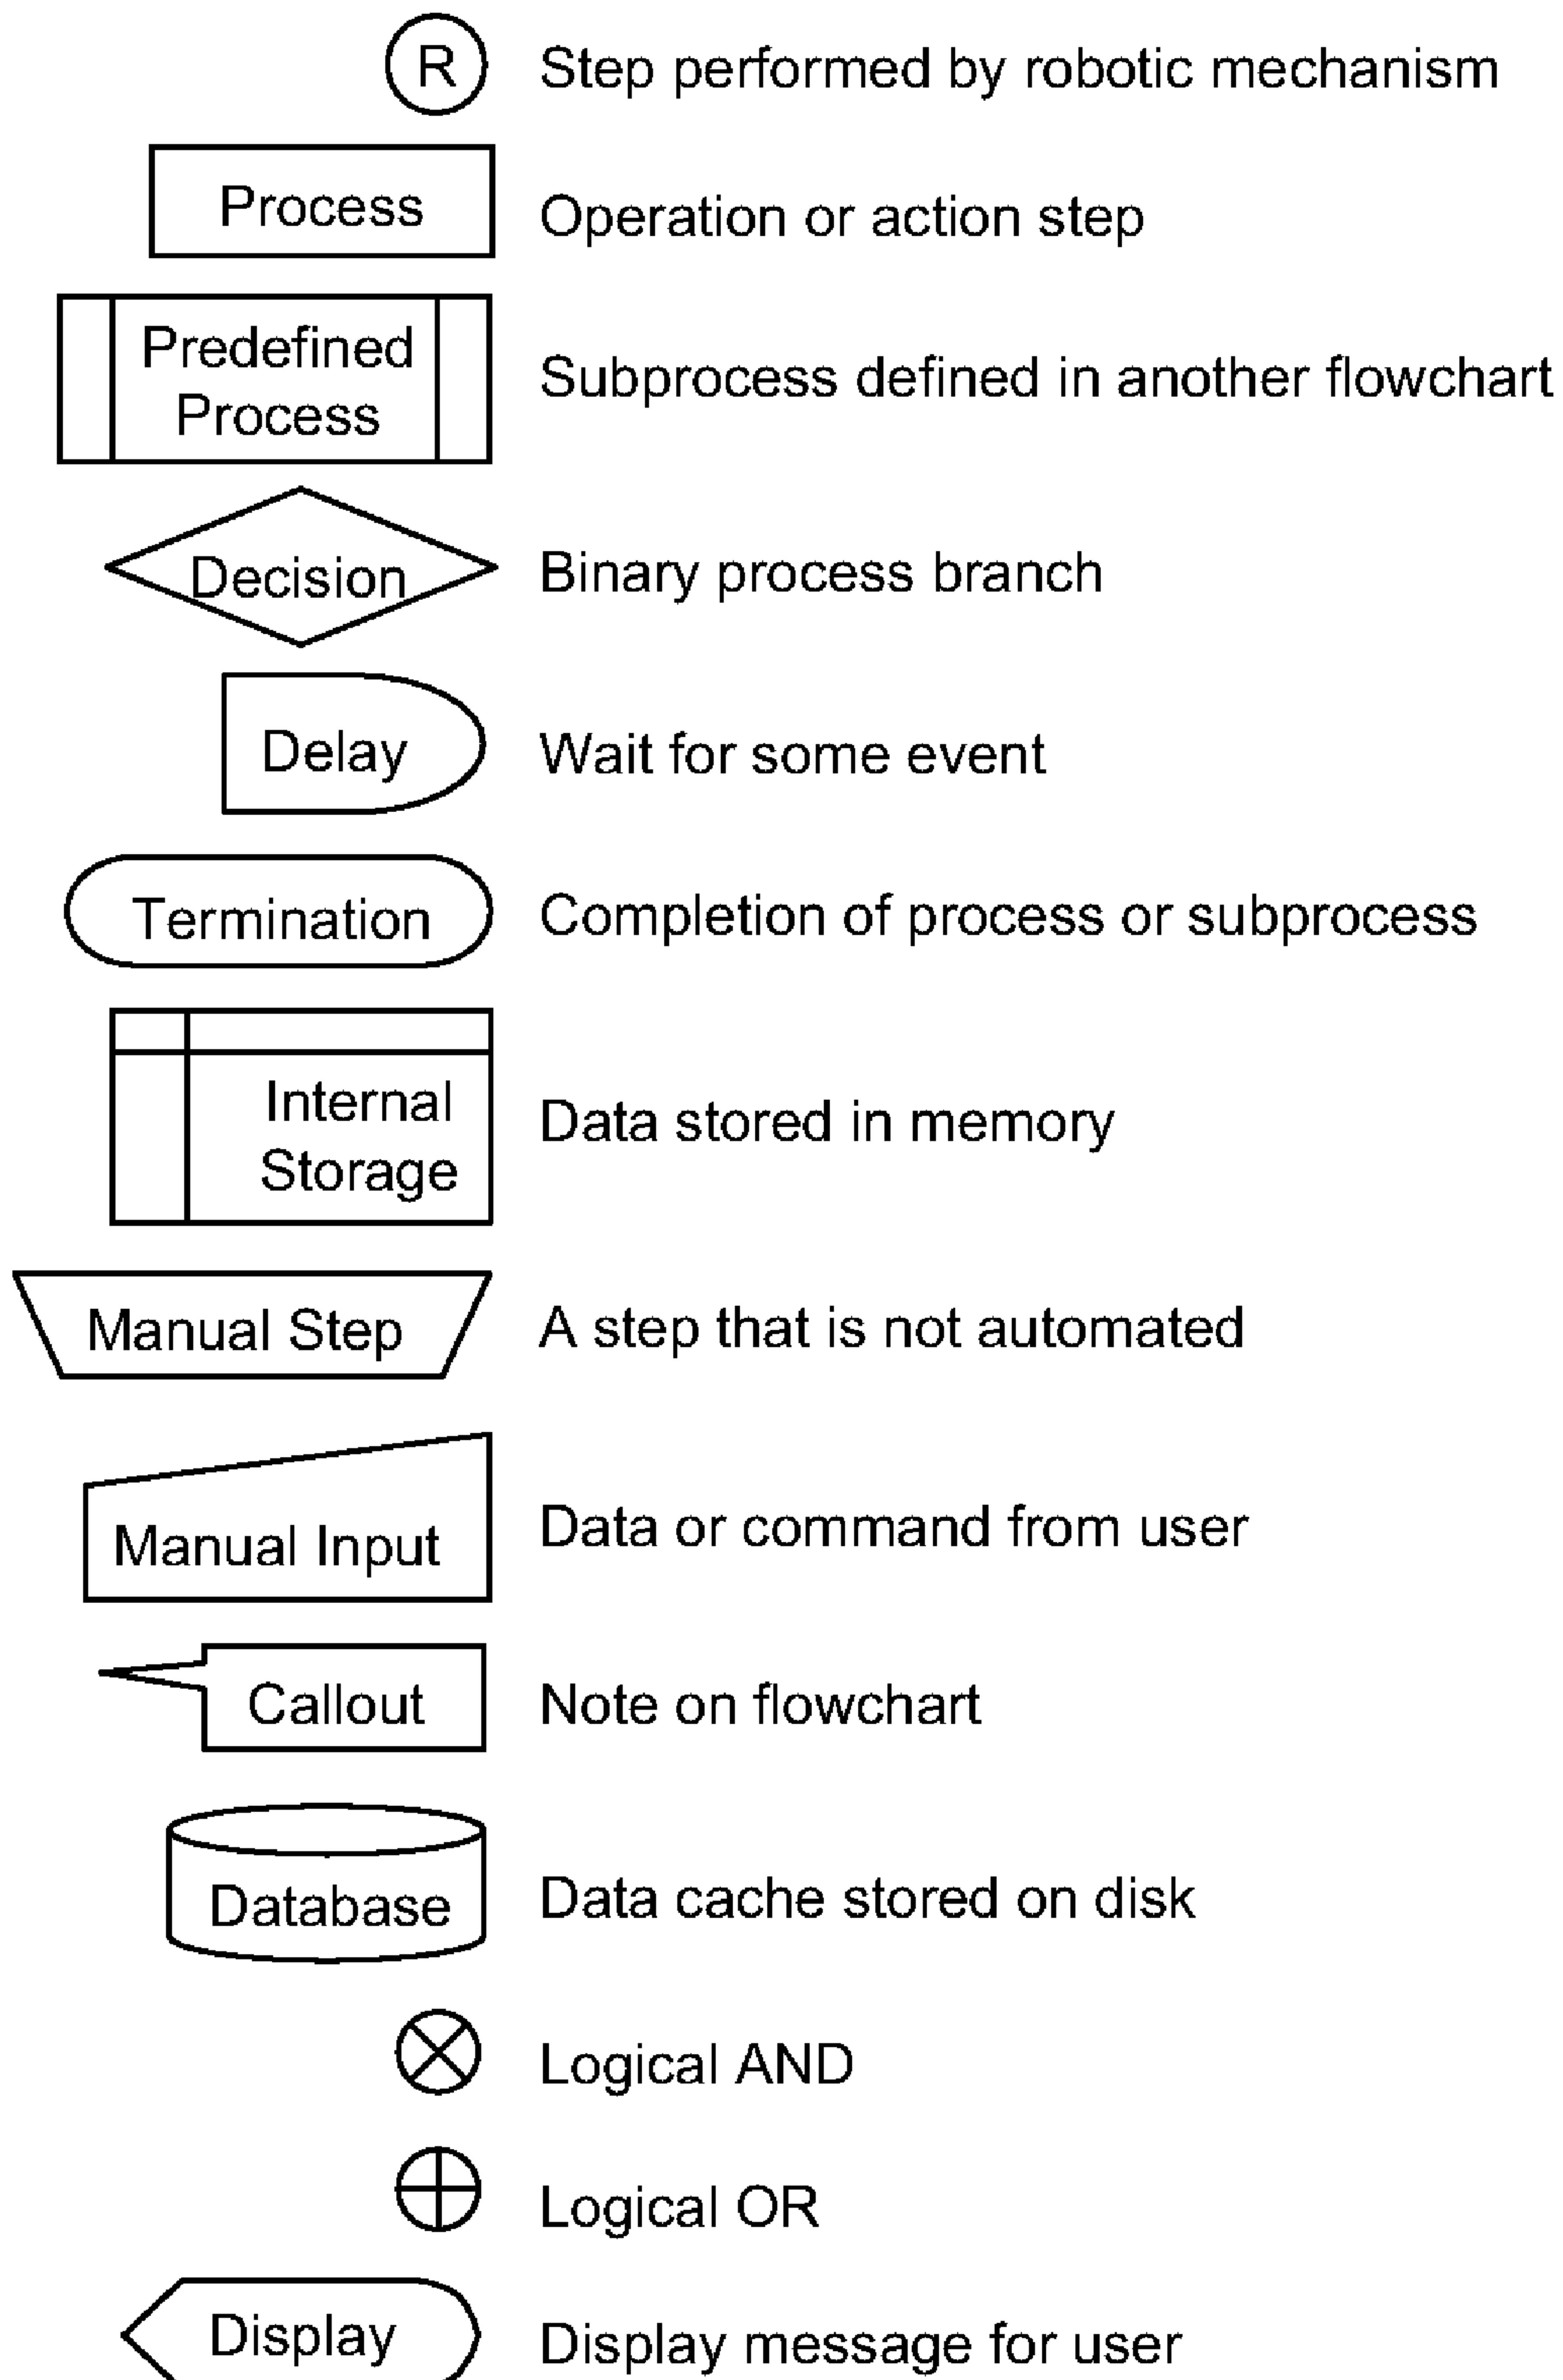 R Step performed by robotic mechanism
Process Operation or action step
Predefined
Process
Subprocess defined in another flowchart
Decision Binary process branch
Delay Wait for some event
Termination Completion of process or subprocess
Internal
Storage
Data stored in memory
Manual Step A step that is not automated
Manual Input Data or command from user
Callout Note on flowchart
Database Data cache stored on disk
Logical AND
Logical OR
Display Display message for user